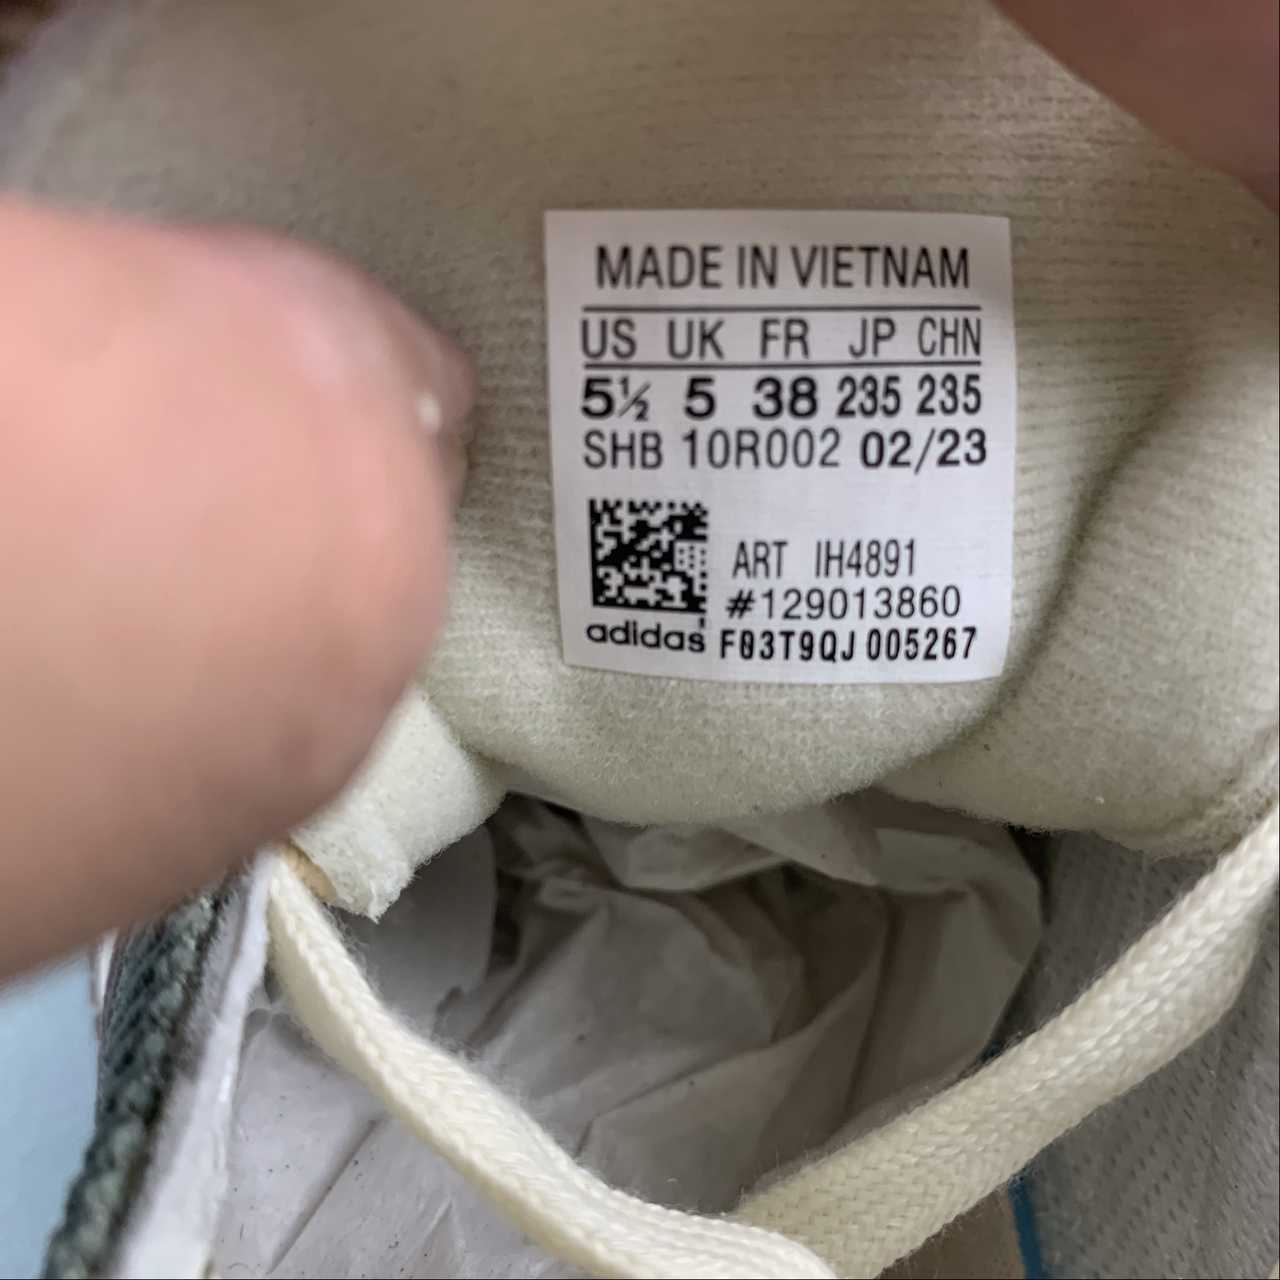 MADE IN VIETNAM
US UK FR JP CHN
5½ 5 38 235 235
SHB 10R002 02/23
ART IH4891
#129013860
adidas F03T9QJ 005267